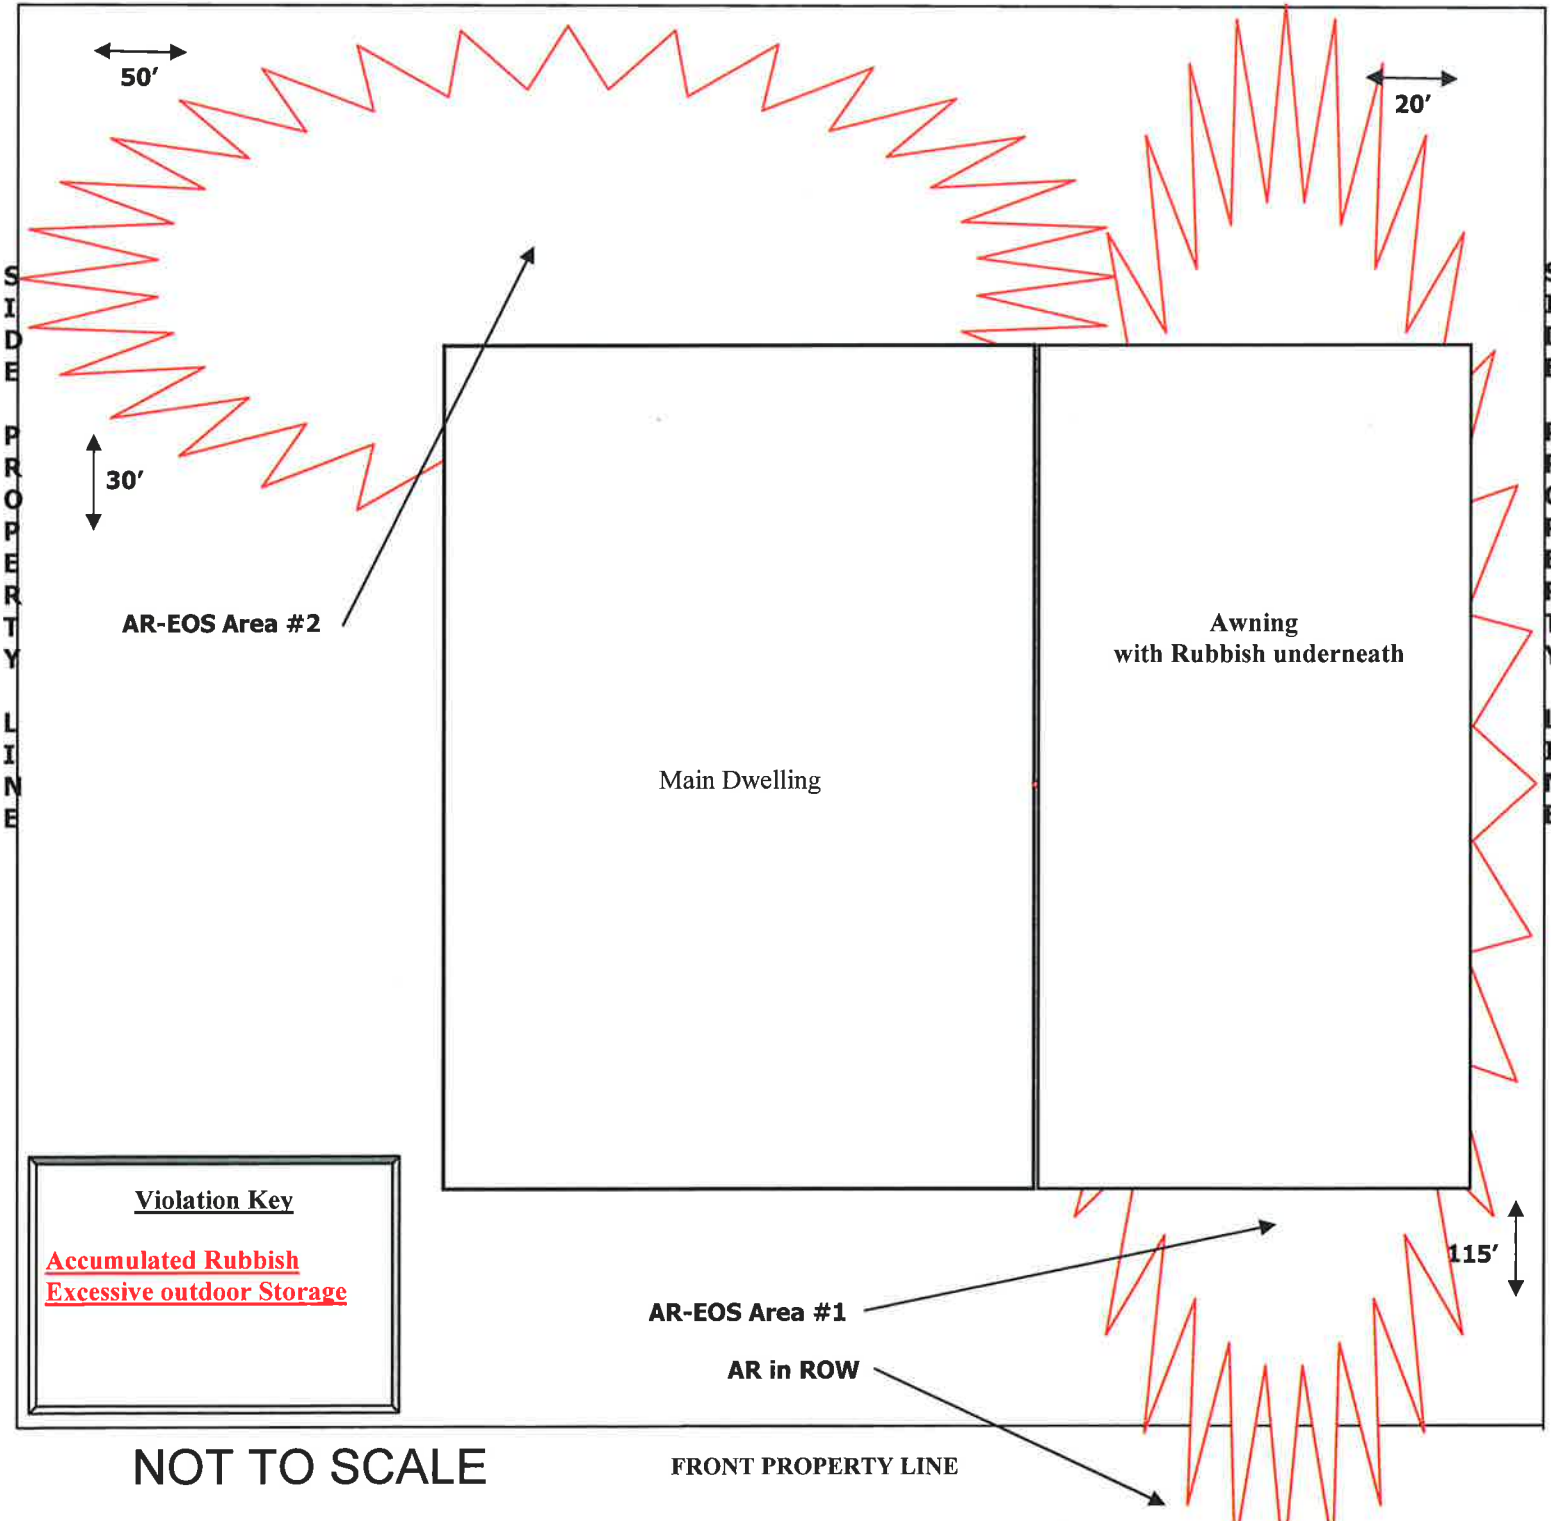 50’
20’
SIDE PROPERTY LINE
30’
AR-EOS Area #2
Awning
with Rubbish underneath
Main Dwelling
Violation Key
Accumulated Rubbish
Excessive outdoor Storage
115’
AR-EOS Area #1
AR in ROW
NOT TO SCALE
FRONT PROPERTY LINE